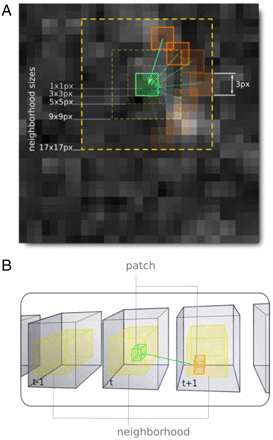 A
neighborhood sizes
1x1px
3x3px
5x5px
9x9px
17x17px
3px
B
patch
t-1
t
t+1
neighborhood